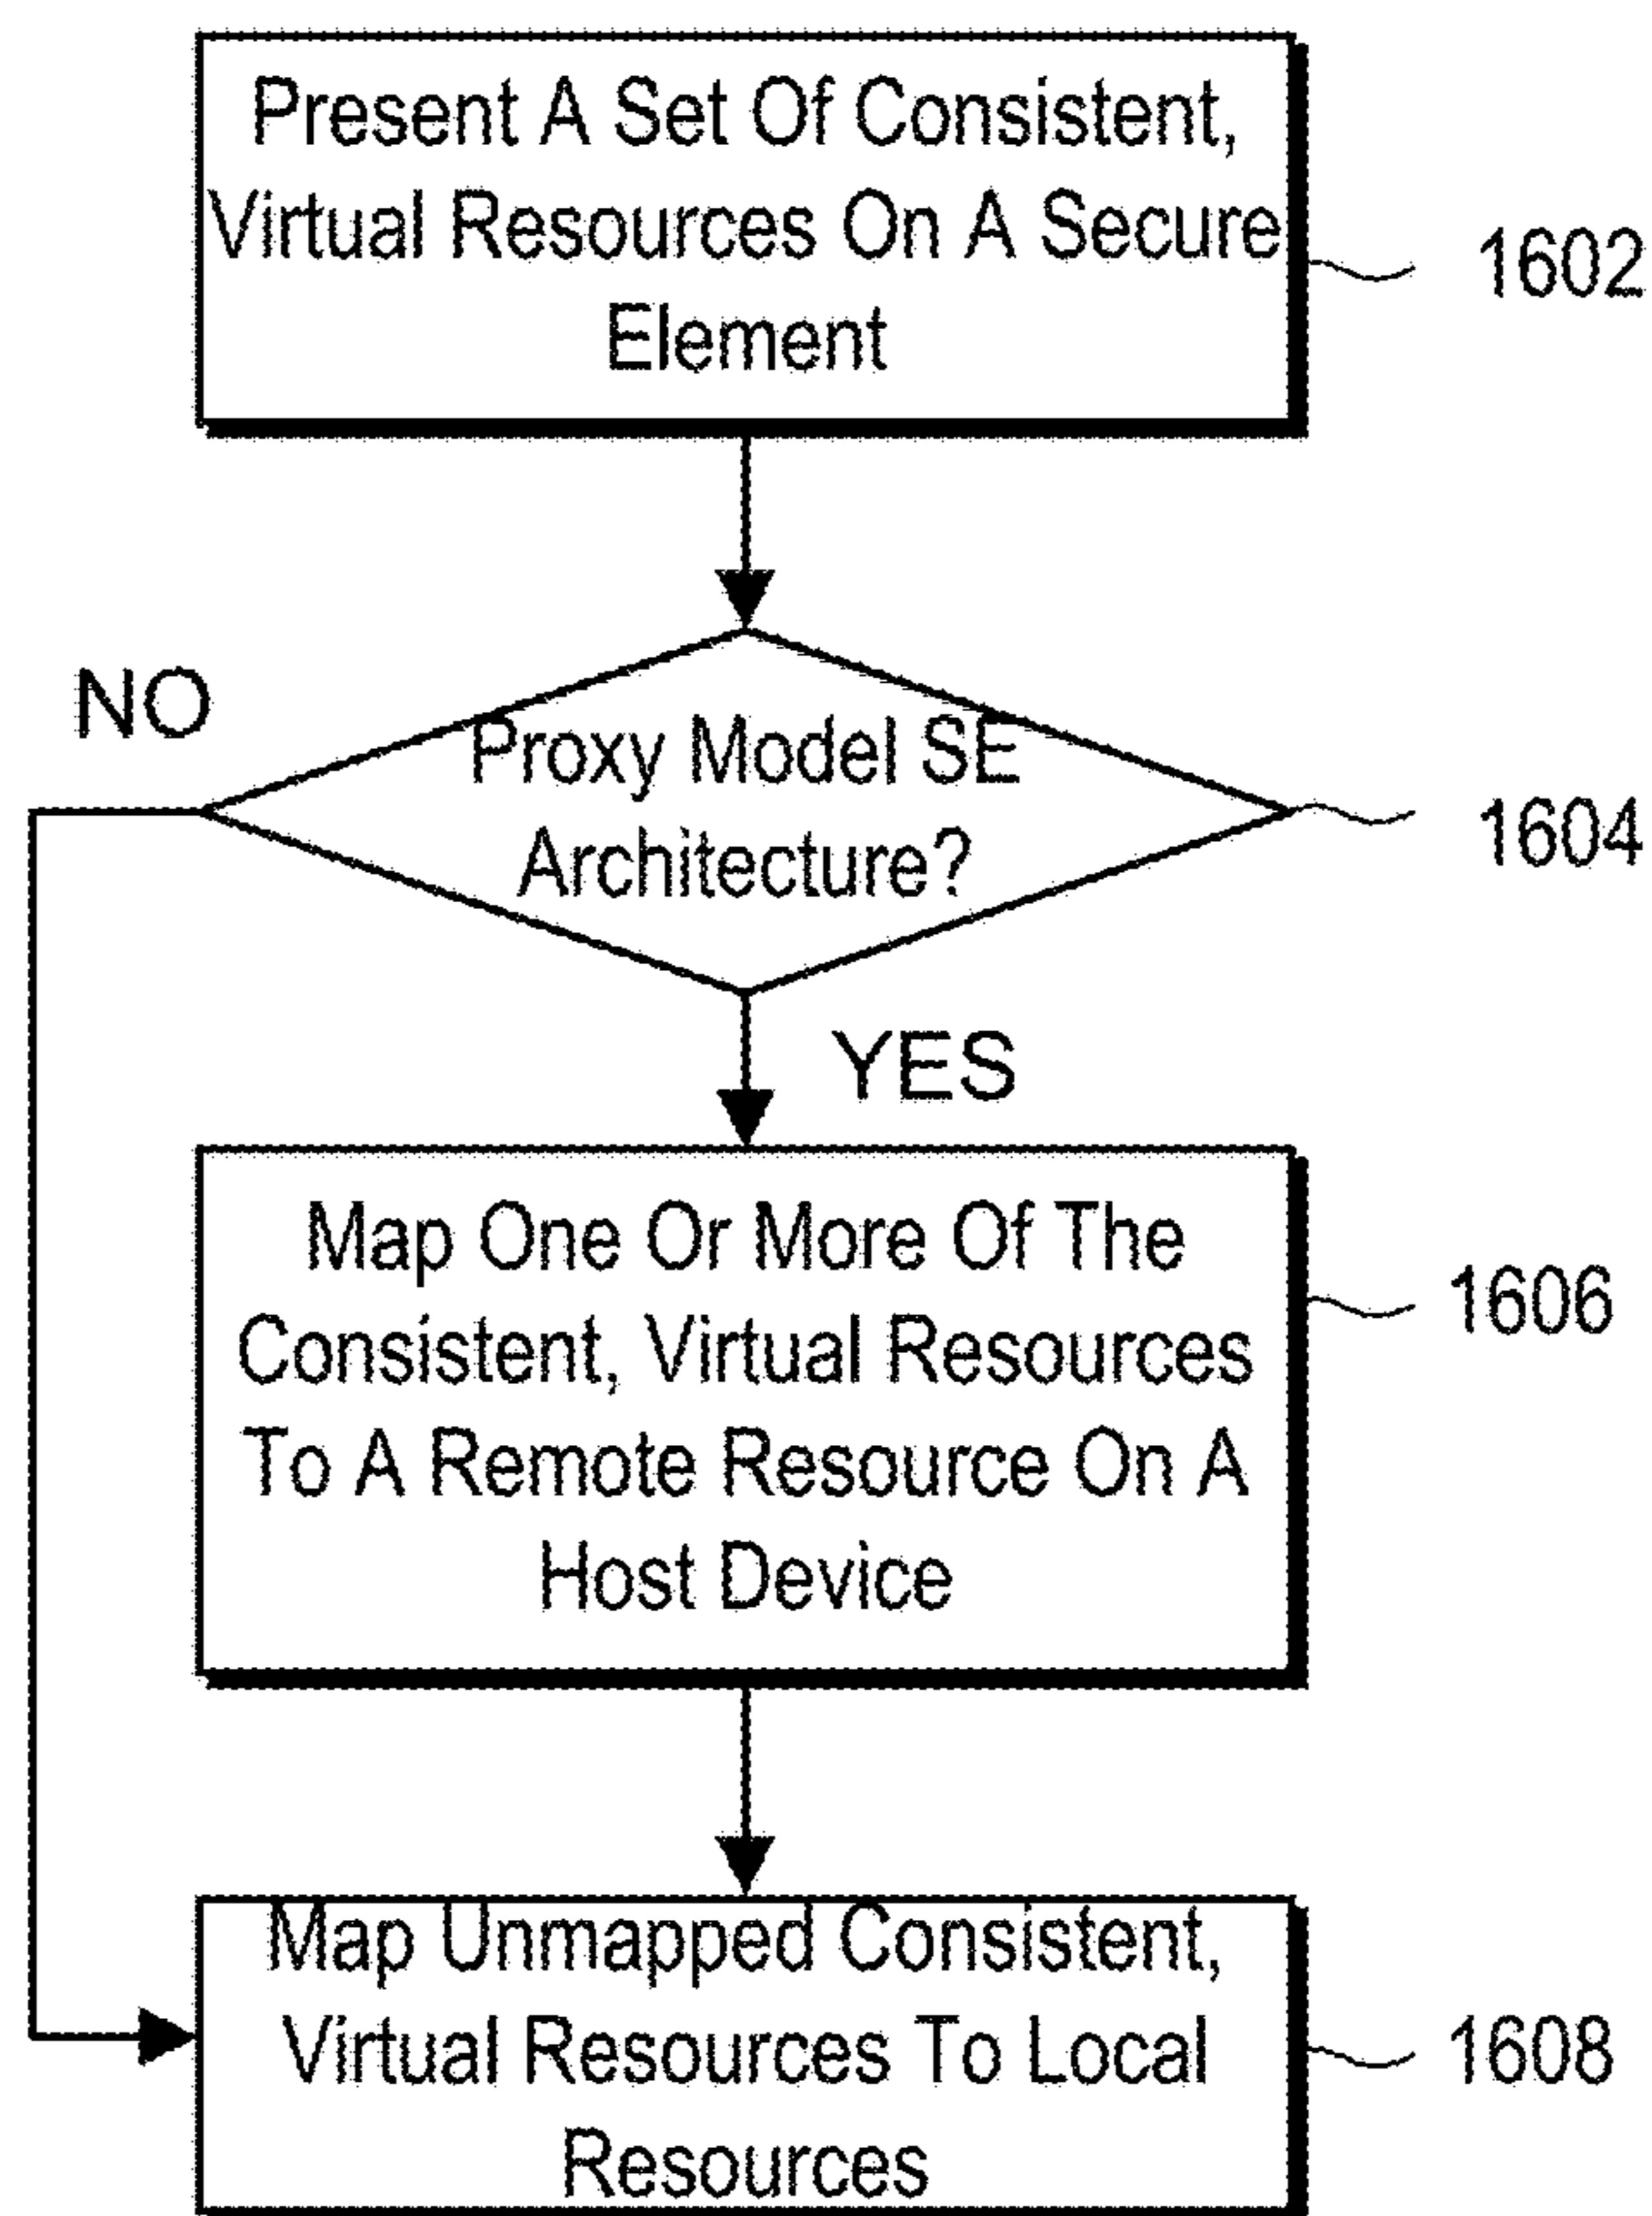 Present A Set Of Consistent,
Virtual Resources On A Secure
Element
1602
NO
Proxy Model SE
Architecture?
1604
YES
Map One Or More Of The
Consistent, Virtual Resources
To A Remote Resource On A
Host Device
1606
Map Unmapped Consistent,
Virtual Resources To Local
Resources
1608